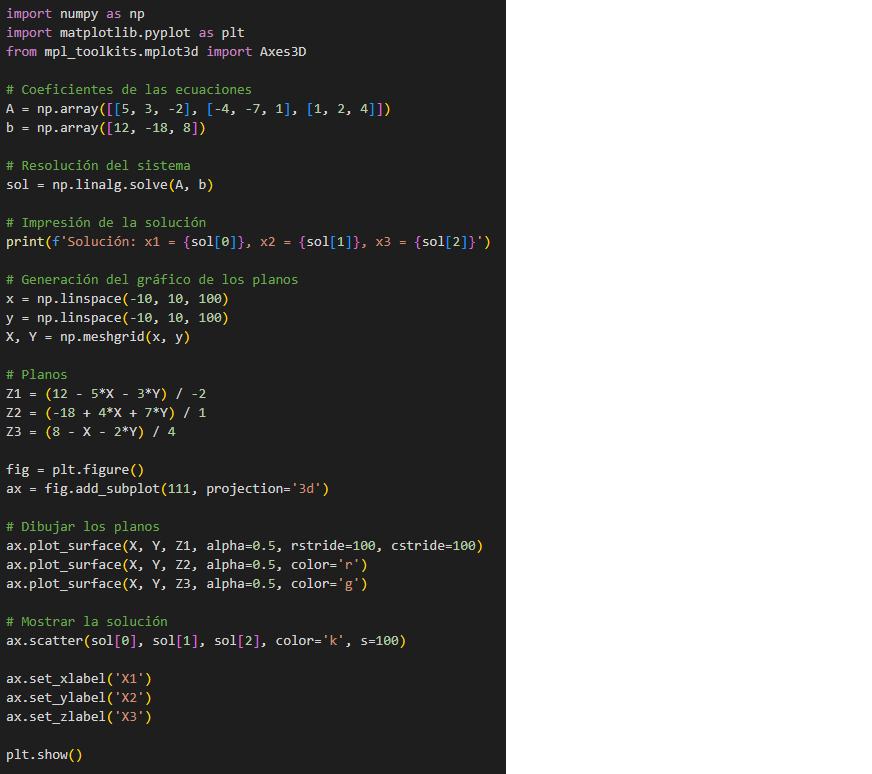 import numpy as np
import matplotlib.pyplot as plt
from mpl_toolkits.mplot3d import Axes3D

# Coeficientes de las ecuaciones
A = np.array([[5, 3, -2], [-4, -7, 1], [1, 2, 4]])
b = np.array([12, -18, 8])

# Resolución del sistema
sol = np.linalg.solve(A, b)

# Impresión de la solución
print(f'Solución: x1 = {sol[0]}, x2 = {sol[1]}, x3 = {sol[2]}')

# Generación del gráfico de los planos
x = np.linspace(-10, 10, 100)
y = np.linspace(-10, 10, 100)
X, Y = np.meshgrid(x, y)

# Planos
Z1 = (12 - 5*X - 3*Y) / -2
Z2 = (-18 + 4*X + 7*Y) / 1
Z3 = (8 - X - 2*Y) / 4

fig = plt.figure()
ax = fig.add_subplot(111, projection='3d')

# Dibujar los planos
ax.plot_surface(X, Y, Z1, alpha=0.5, rstride=100, cstride=100)
ax.plot_surface(X, Y, Z2, alpha=0.5, color='r')
ax.plot_surface(X, Y, Z3, alpha=0.5, color='g')

# Mostrar la solución
ax.scatter(sol[0], sol[1], sol[2], color='k', s=100)

ax.set_xlabel('X1')
ax.set_ylabel('X2')
ax.set_zlabel('X3')

plt.show()